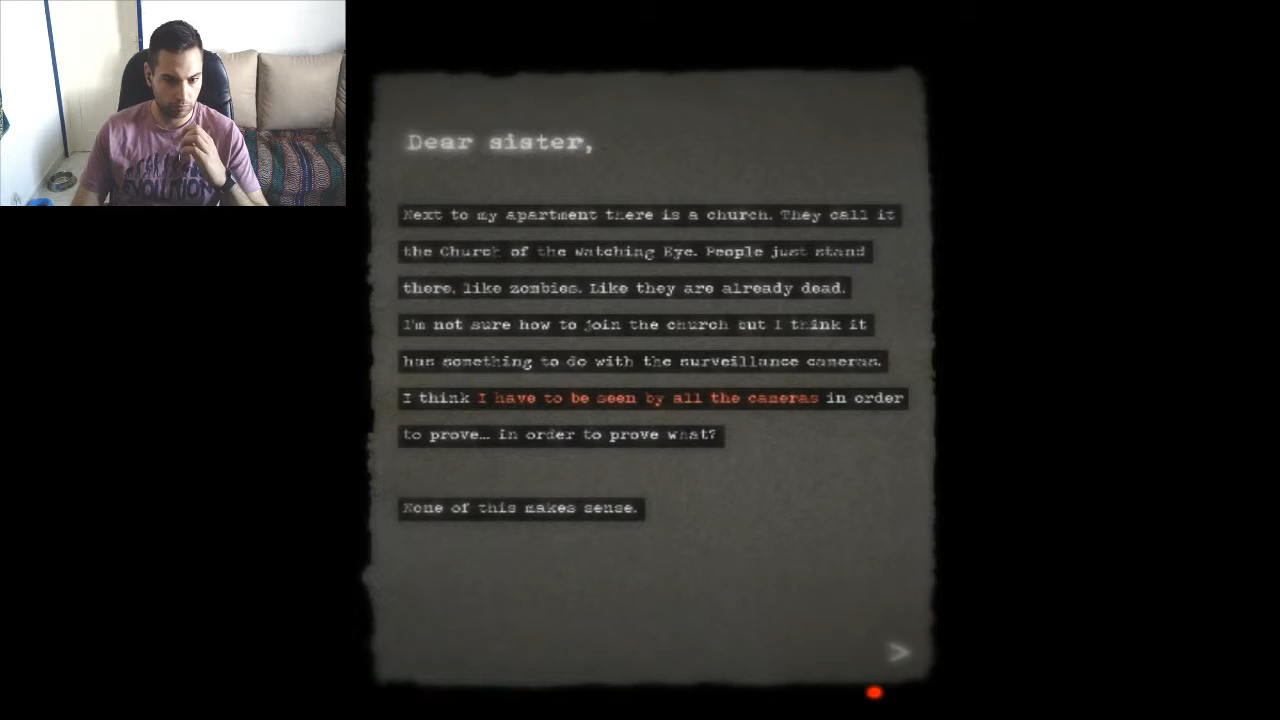 EVOLUTION
Dear sister,
Next to my apartment there is a church. They call it
the Church of the Watching Eye. People just stand
there, like zombies. Like they are already dead.
I'm not sure how to join the church but I think it
has something to do with the surveillance cameras.
I think I have to be seen by all the cameras in order
to prove… in order to prove what?
None of this makes sense.
>